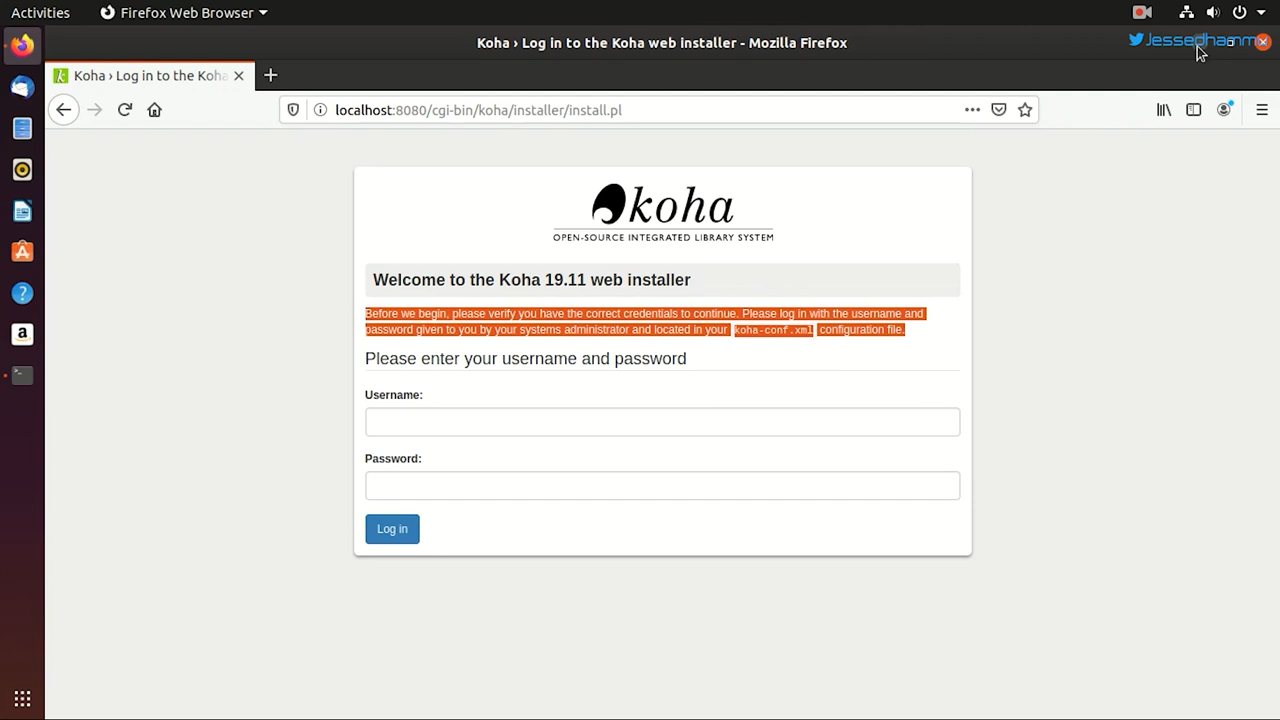 Activities
Firefox Web Browser
Koha › Log in to the Koha web installer - Mozilla Firefox
Koha › Log in to the Koha
localhost:8080/cgi-bin/koha/installer/install.pl
koha
OPEN-SOURCE INTEGRATED LIBRARY SYSTEM
Welcome to the Koha 19.11 web installer
Before we begin, please verify you have the correct credentials to continue. Please log in with the username and
password given to you by your systems administrator and located in your koha-conf.xml configuration file.
Please enter your username and password
Username:
Password:
Log in